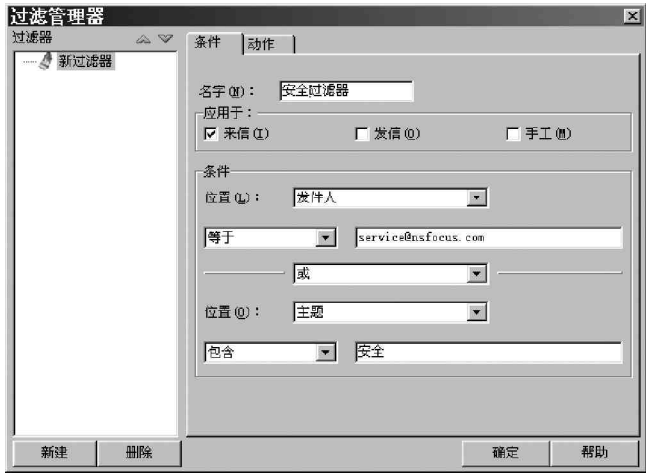 过滤管理器
过滤器
新过滤器
条件 动作
名字(N)： 安全过滤器
应用于：
来信(I) 发信(O) 手工(M)
条件
位置(L)： 发件人
等于 service@nsfocus.com
或
位置(O)： 主题
包含 安全
新建 删除 确定 帮助